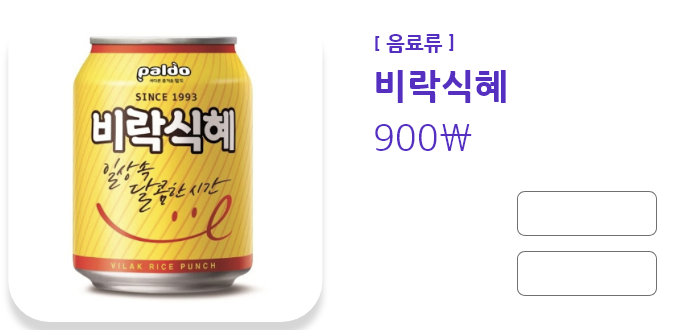 paldo
SINCE 1993
비락식혜
일상 속
달콤한 시간
VILAK RICE PUNCH
[ 음료류 ]
비락식혜
900₩